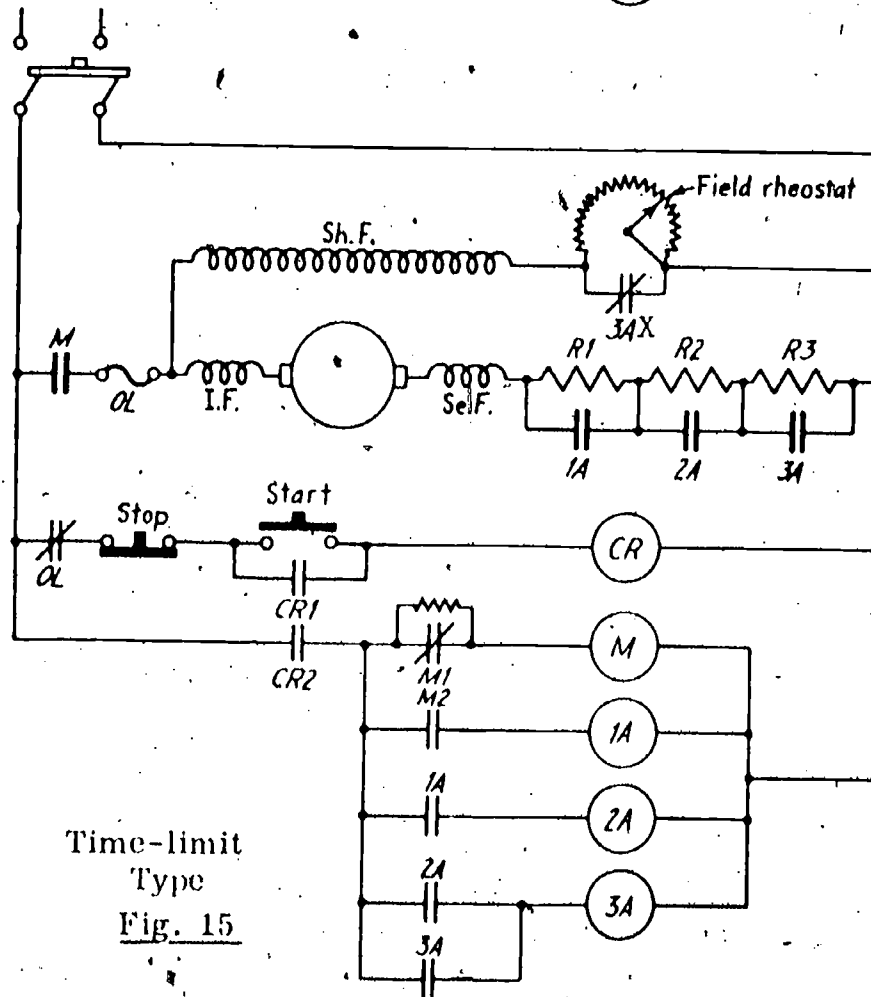 Field rheostat
Sh.F.
3AX
M
OL
I.F.
Se.F.
R1
R2
R3
1A
2A
3A
Stop
Start
OL
CR1
CR
CR2
M1
M
M2
1A
1A
2A
2A
3A
3A
Time-limit
Type
Fig. 15